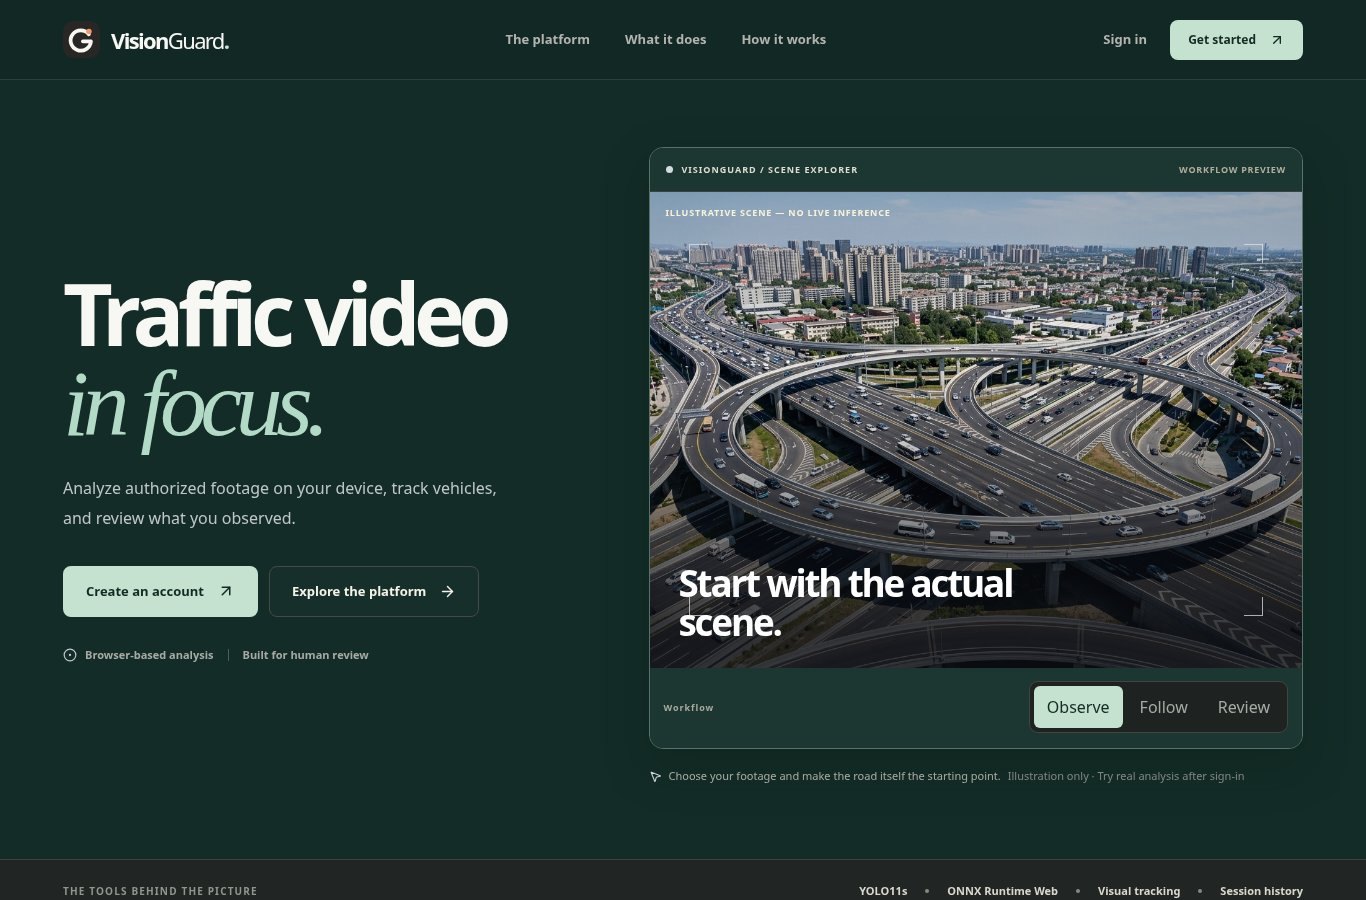 VisionGuard.
The platform
What it does
How it works
Sign in
Get started
Traffic video
in focus.
Analyze authorized footage on your device, track vehicles,
and review what you observed.
Create an account
Explore the platform
Browser-based analysis
Built for human review
VISIONGUARD / SCENE EXPLORER
WORKFLOW PREVIEW
ILLUSTRATIVE SCENE — NO LIVE INFERENCE
Start with the actual
scene.
Workflow
Observe
Follow
Review
Choose your footage and make the road itself the starting point.
Illustration only · Try real analysis after sign-in
THE TOOLS BEHIND THE PICTURE
YOLO11s • ONNX Runtime Web • Visual tracking • Session history